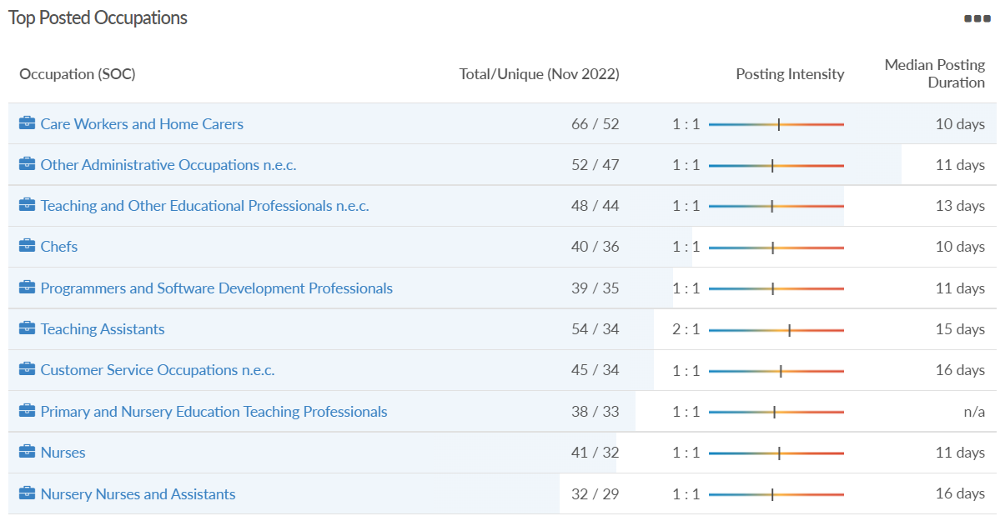 Top Posted Occupations
Occupation (SOC) Total/Unique (Nov 2022) Posting Intensity Median Posting Duration
Care Workers and Home Carers 66 / 52 1 : 1 10 days
Other Administrative Occupations n.e.c. 52 / 47 1 : 1 11 days
Teaching and Other Educational Professionals n.e.c. 48 / 44 1 : 1 13 days
Chefs 40 / 36 1 : 1 10 days
Programmers and Software Development Professionals 39 / 35 1 : 1 11 days
Teaching Assistants 54 / 34 2 : 1 15 days
Customer Service Occupations n.e.c. 45 / 34 1 : 1 16 days
Primary and Nursery Education Teaching Professionals 38 / 33 1 : 1 n/a
Nurses 41 / 32 1 : 1 11 days
Nursery Nurses and Assistants 32 / 29 1 : 1 16 days